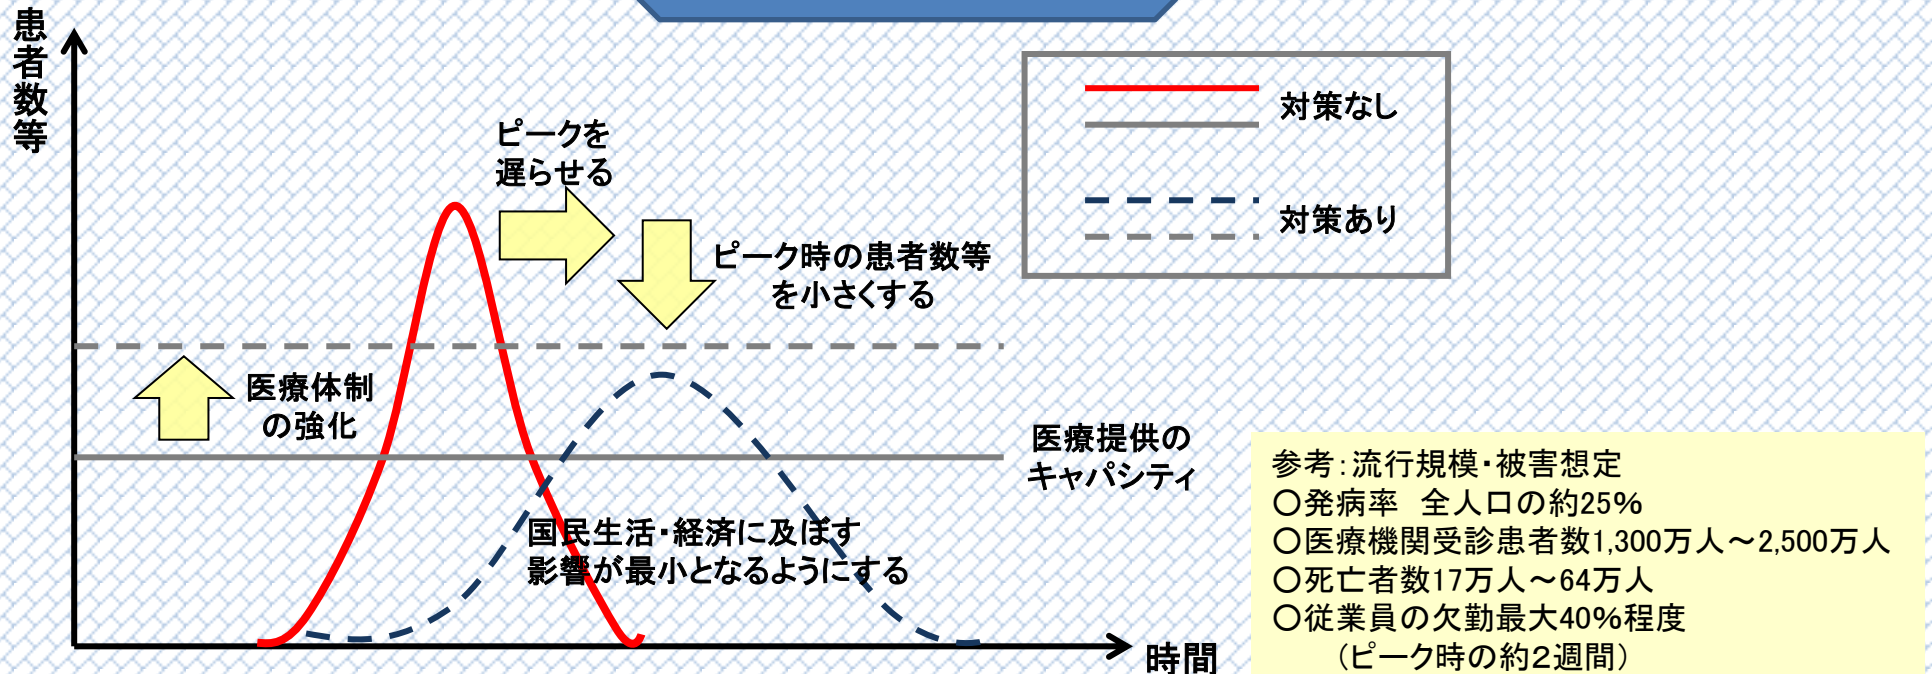 患者数等
ピークを
遅らせる
ピーク時の患者数等
を小さくする
対策なし
対策あり
医療体制
の強化
医療提供の
キャパシティ
国民生活・経済に及ぼす
影響が最小となるようにする
時間
参考：流行規模・被害想定
○発病率　全人口の約25%
○医療機関受診患者数1,300万人～2,500万人
○死亡者数17万人～64万人
○従業員の欠勤最大40%程度
（ピーク時の約２週間）